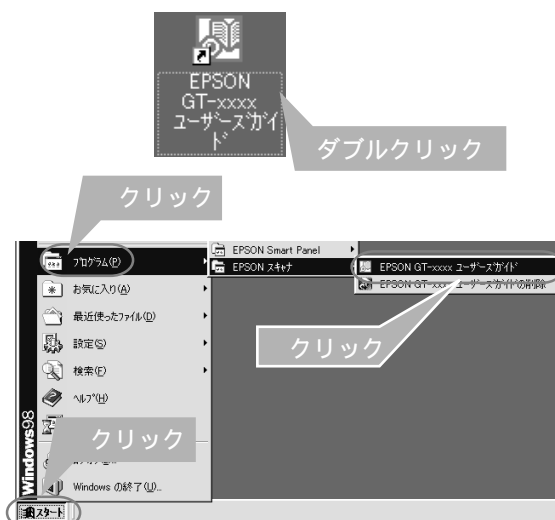 EPSON
GT-xxxx
ユーザーズガイ
ド
ダブルクリック
クリック
プログラム(P)
EPSON Smart Panel
EPSON スキャナ
EPSON GT-xxxx ユーザーズガイド
EPSON GT-xxx ユーザーズガイドの削除
お気に入り(A)
最近使ったファイル(D)
設定(S)
クリック
検索(F)
ヘルプ(H)
クリック
Windows の終了(U)...
Windows98
スタート